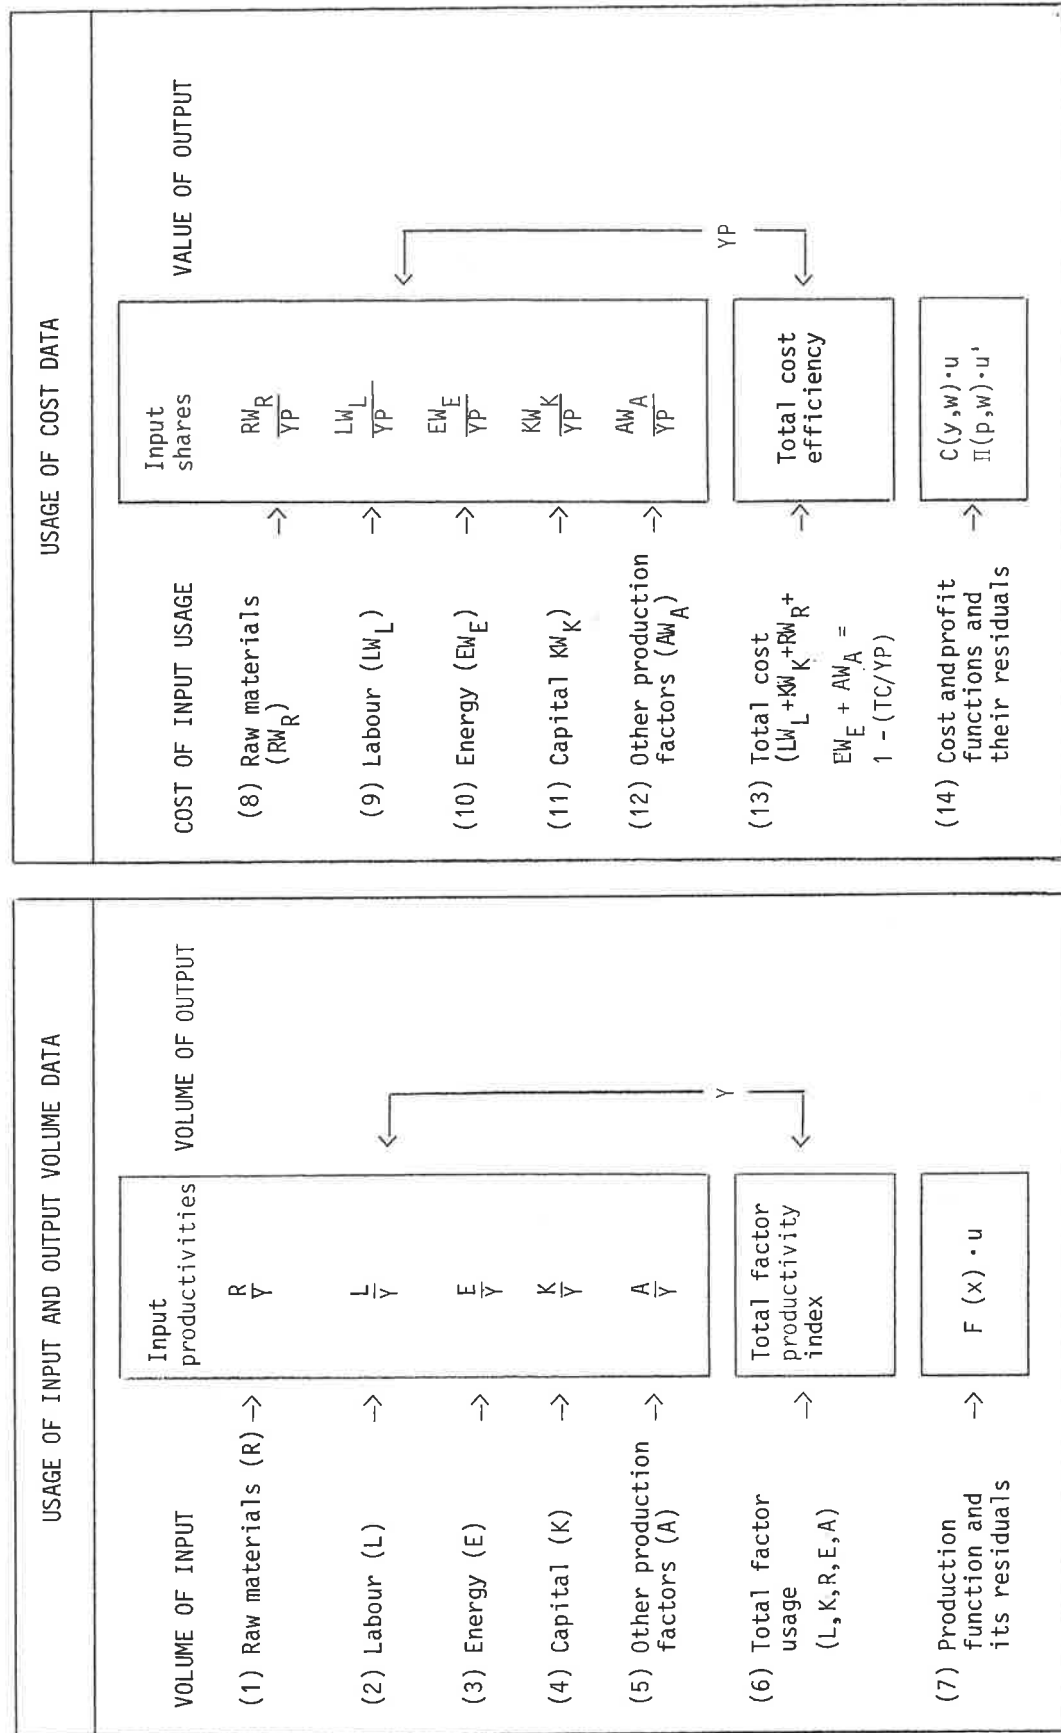 USAGE OF INPUT AND OUTPUT VOLUME DATA
VOLUME OF INPUT
VOLUME OF OUTPUT
Input
productivities
(1) Raw materials (R) ->
R/Y
(2) Labour (L) ->
L/Y
(3) Energy (E) ->
E/Y
(4) Capital (K) ->
K/Y
(5) Other production ->
factors (A)
A/Y
Y
(6) Total factor
usage ->
(L,K,R,E,A)
Total factor
productivity
index
(7) Production
function and ->
its residuals
F (x) · u
USAGE OF COST DATA
COST OF INPUT USAGE
VALUE OF OUTPUT
Input
shares
(8) Raw materials
(RW_R) ->
RW_R/YP
(9) Labour (LW_L) ->
LW_L/YP
(10) Energy (EW_E) ->
EW_E/YP
(11) Capital KW_K) ->
KW_K/YP
(12) Other production ->
factors (AW_A)
AW_A/YP
YP
(13) Total cost
(LW_L+KW_K+RW_R+ ->
EW_E + AW_A =
1 - (TC/YP)
Total cost
efficiency
(14) Cost and profit
functions and ->
their residuals
C(y,w)·u
Π(p,w)·u'